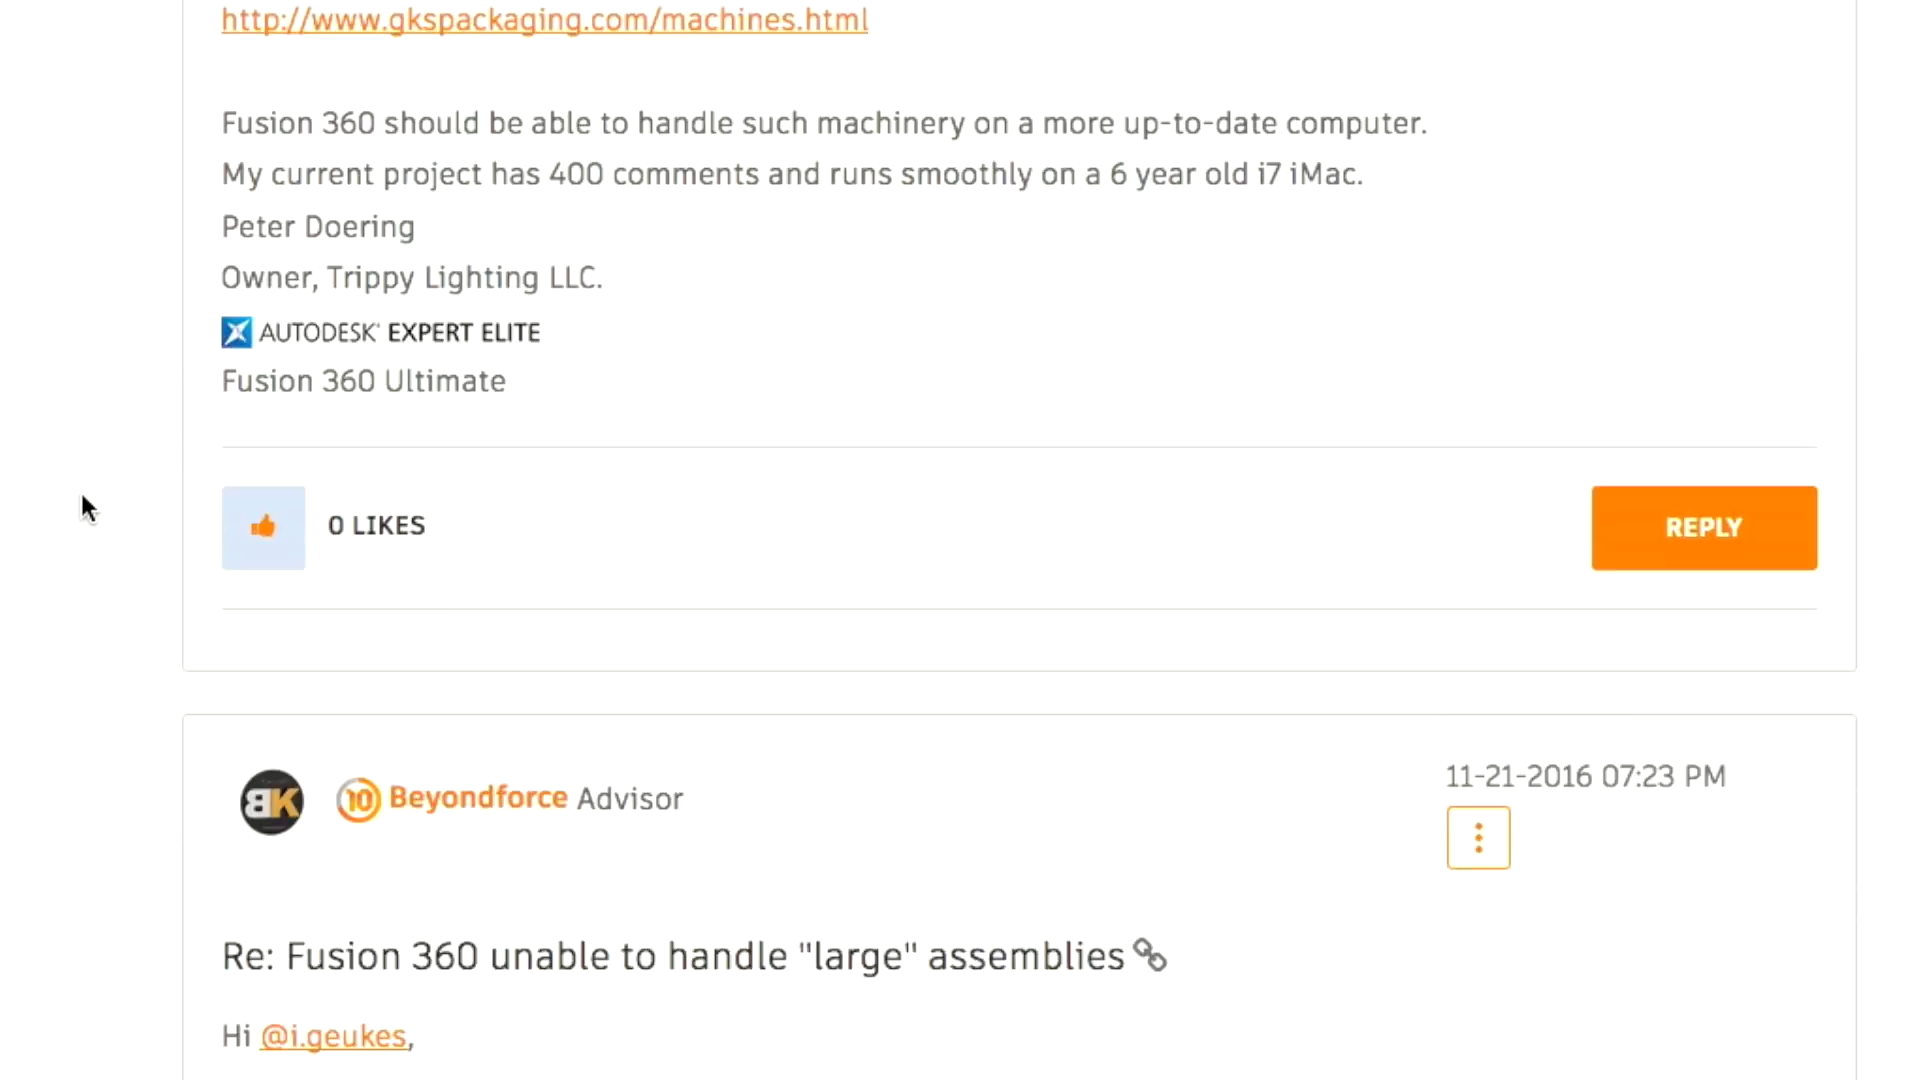 http://www.gkspackaging.com/machines.html
Fusion 360 should be able to handle such machinery on a more up-to-date computer.
My current project has 400 comments and runs smoothly on a 6 year old i7 iMac.
Peter Doering
Owner, Trippy Lighting LLC.
AUTODESK® EXPERT ELITE
Fusion 360 Ultimate
0 LIKES
REPLY
BK
10 Beyondforce Advisor
11-21-2016 07:23 PM
Re: Fusion 360 unable to handle "large" assemblies
Hi @i.geukes,